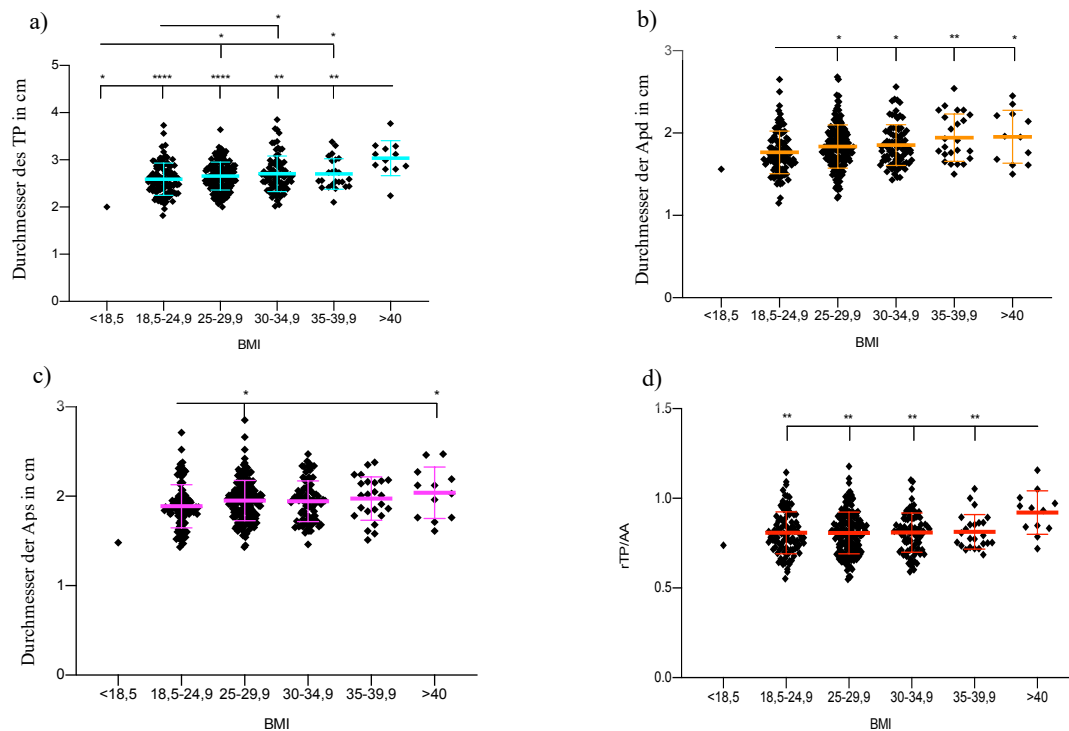 a)
*
* *
* **** **** ** **
Durchmesser des TP in cm
5
4
3
2
1
0
<18,5 18,5-24,9 25-29,9 30-34,9 35-39,9 >40
BMI
b)
* * ** *
Durchmesser der Apd in cm
3
2
1
0
<18,5 18,5-24,9 25-29,9 30-34,9 35-39,9 >40
BMI
c)
* *
Durchmesser der Aps in cm
3
2
1
0
<18,5 18,5-24,9 25-29,9 30-34,9 35-39,9 >40
BMI
d)
** ** ** **
rTP/AA
1.5
1.0
0.5
0.0
<18,5 18,5-24,9 25-29,9 30-34,9 35-39,9 >40
BMI